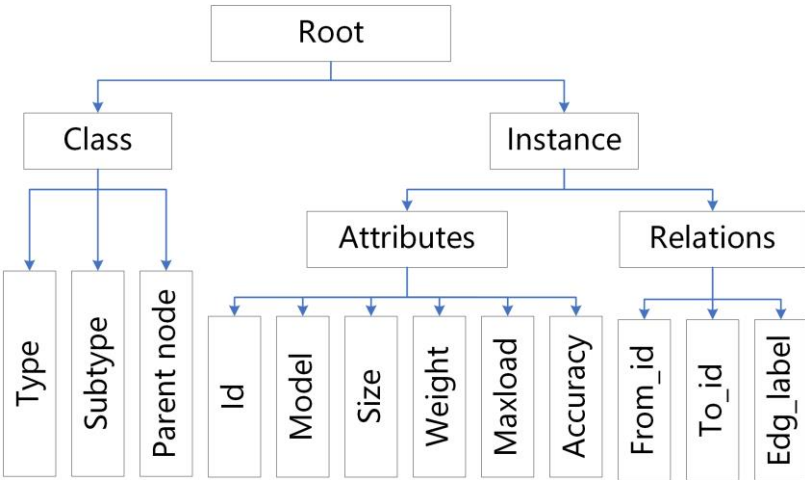 Root
Class
Instance
Attributes
Relations
Type
Subtype
Parent node
Id
Model
Size
Weight
Maxload
Accuracy
From_id
To_id
Edg_label